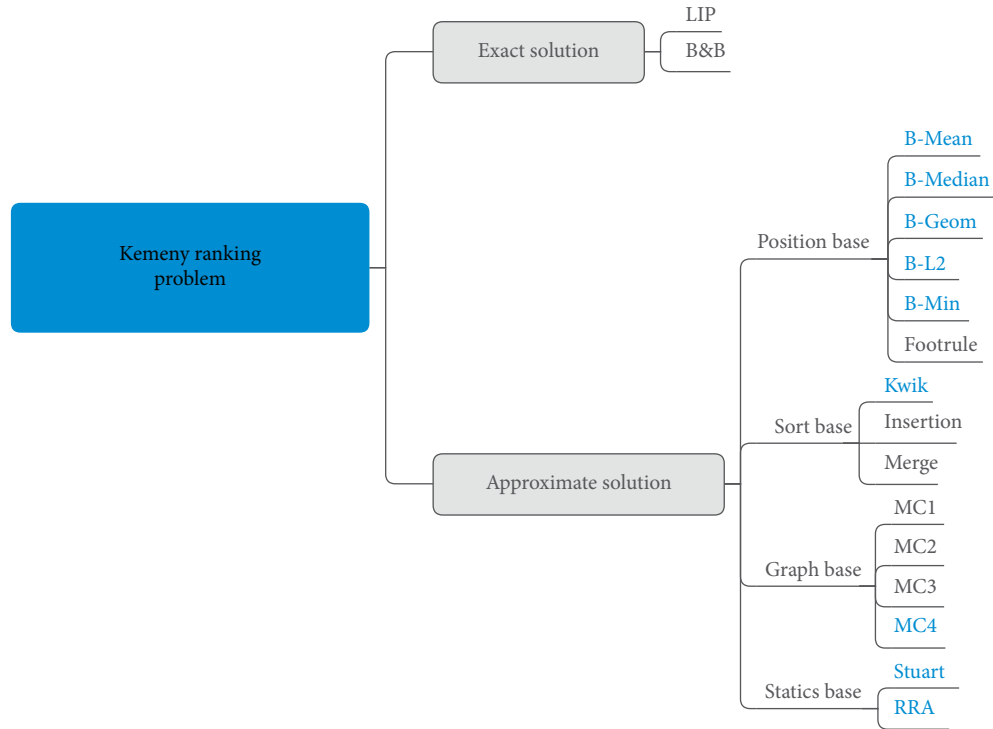 Kemeny ranking
problem
Exact solution
LIP
B&B
Approximate solution
Position base
B-Mean
B-Median
B-Geom
B-L2
B-Min
Footrule
Sort base
Kwik
Insertion
Merge
Graph base
MC1
MC2
MC3
MC4
Statics base
Stuart
RRA